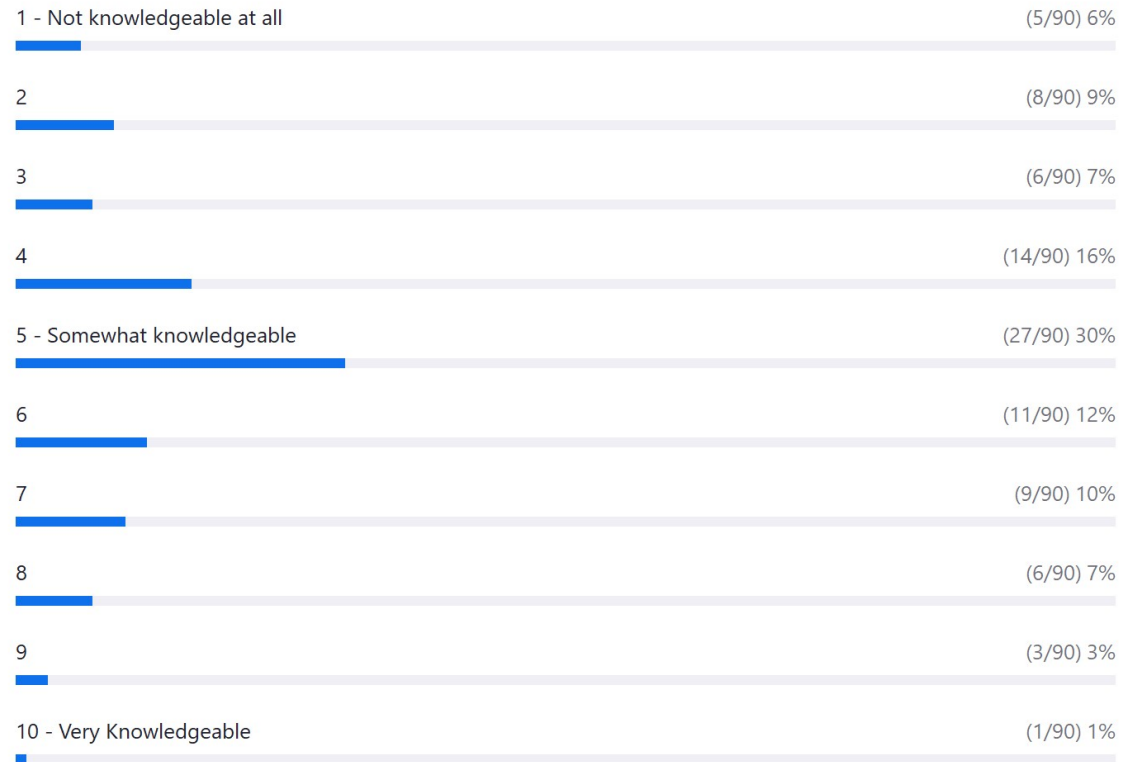 1 - Not knowledgeable at all (5/90) 6%
2 (8/90) 9%
3 (6/90) 7%
4 (14/90) 16%
5 - Somewhat knowledgeable (27/90) 30%
6 (11/90) 12%
7 (9/90) 10%
8 (6/90) 7%
9 (3/90) 3%
10 - Very Knowledgeable (1/90) 1%